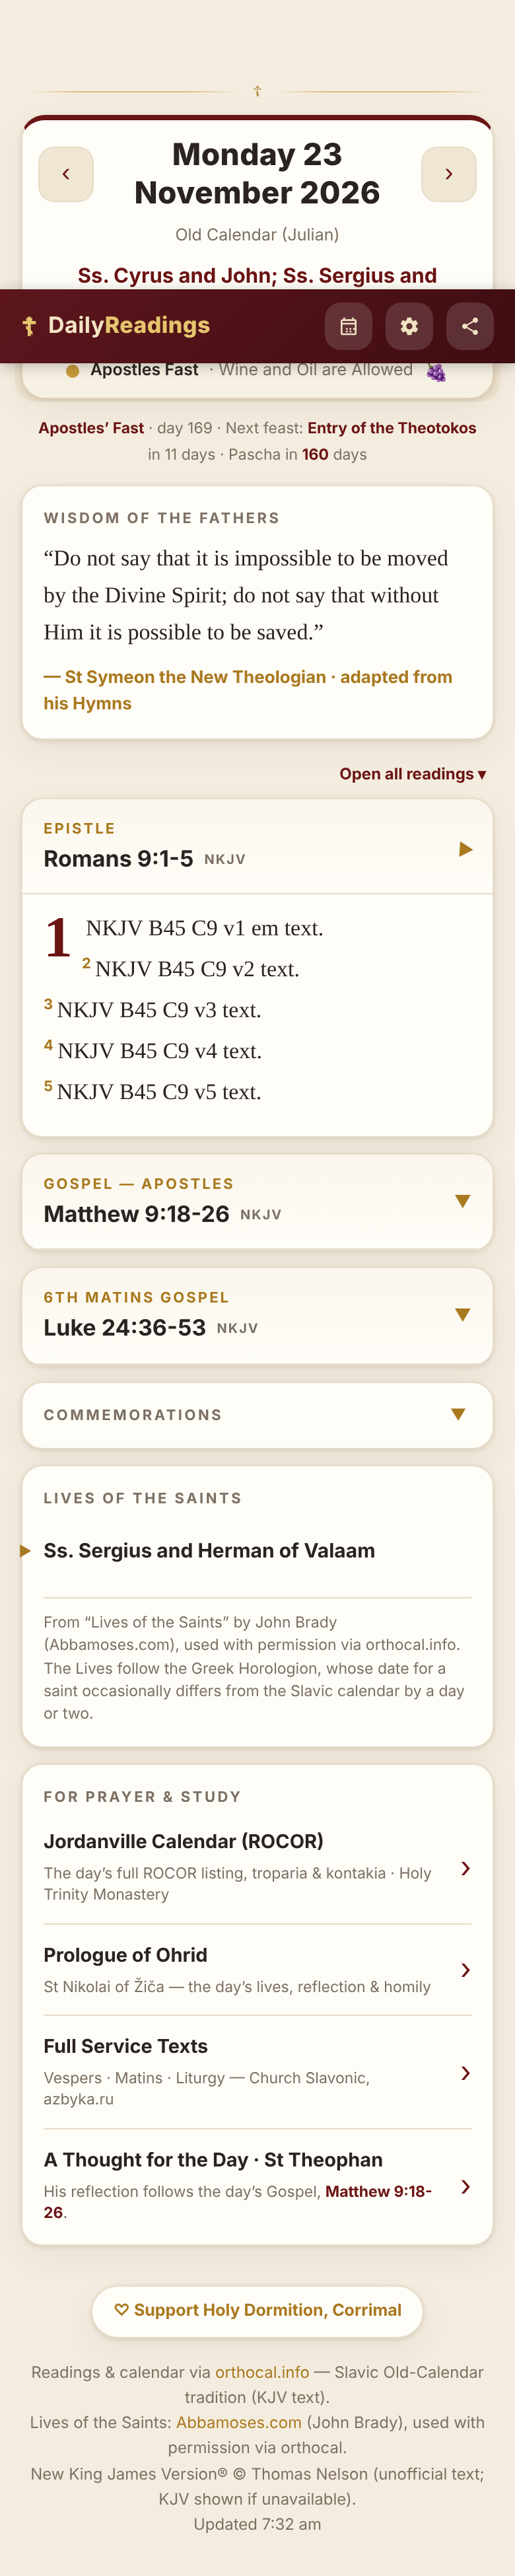 Monday 23
November 2026
Old Calendar (Julian)
Ss. Cyrus and John; Ss. Sergius and
DailyReadings
Apostles Fast · Wine and Oil are Allowed 🍇
Apostles’ Fast · day 169 · Next feast: Entry of the Theotokos
in 11 days · Pascha in 160 days
WISDOM OF THE FATHERS
“Do not say that it is impossible to be moved
by the Divine Spirit; do not say that without
Him it is possible to be saved.”
— St Symeon the New Theologian · adapted from
his Hymns
Open all readings ▾
EPISTLE
Romans 9:1-5 NKJV
1 NKJV B45 C9 v1 em text.
2 NKJV B45 C9 v2 text.
3 NKJV B45 C9 v3 text.
4 NKJV B45 C9 v4 text.
5 NKJV B45 C9 v5 text.
GOSPEL — APOSTLES
Matthew 9:18-26 NKJV
6TH MATINS GOSPEL
Luke 24:36-53 NKJV
COMMEMORATIONS
LIVES OF THE SAINTS
Ss. Sergius and Herman of Valaam
From “Lives of the Saints” by John Brady
(Abbamoses.com), used with permission via orthocal.info.
The Lives follow the Greek Horologion, whose date for a
saint occasionally differs from the Slavic calendar by a day
or two.
FOR PRAYER & STUDY
Jordanville Calendar (ROCOR)
The day’s full ROCOR listing, troparia & kontakia · Holy
Trinity Monastery
Prologue of Ohrid
St Nikolai of Žiča — the day’s lives, reflection & homily
Full Service Texts
Vespers · Matins · Liturgy — Church Slavonic,
azbyka.ru
A Thought for the Day · St Theophan
His reflection follows the day’s Gospel, Matthew 9:18-
26.
♡ Support Holy Dormition, Corrimal
Readings & calendar via orthocal.info — Slavic Old-Calendar
tradition (KJV text).
Lives of the Saints: Abbamoses.com (John Brady), used with
permission via orthocal.
New King James Version® © Thomas Nelson (unofficial text;
KJV shown if unavailable).
Updated 7:32 am